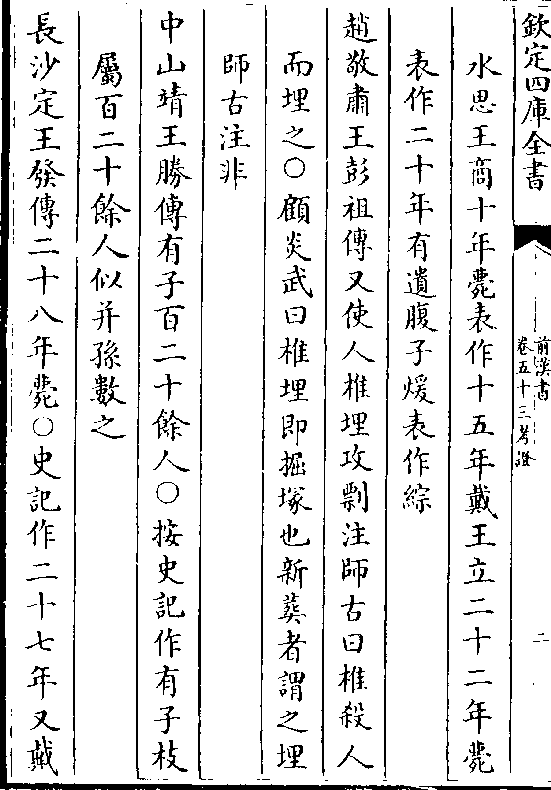 欽定四庫全書
前漢書
卷五十三考證
二
水思王商十年薨表作十五年戴王立二十二年薨
表作二十年有遺腹子煖表作綜
趙敬肅王彭祖傳又使人椎埋攻剽注師古曰椎殺人
而埋之○顧炎武曰椎埋即掘塚也新葬者謂之埋
師古注非
中山靖王勝傳有子百二十餘人○按史記作有子枝
屬百二十餘人似并孫數之
長沙定王發傳二十八年薨○史記作二十七年又戴